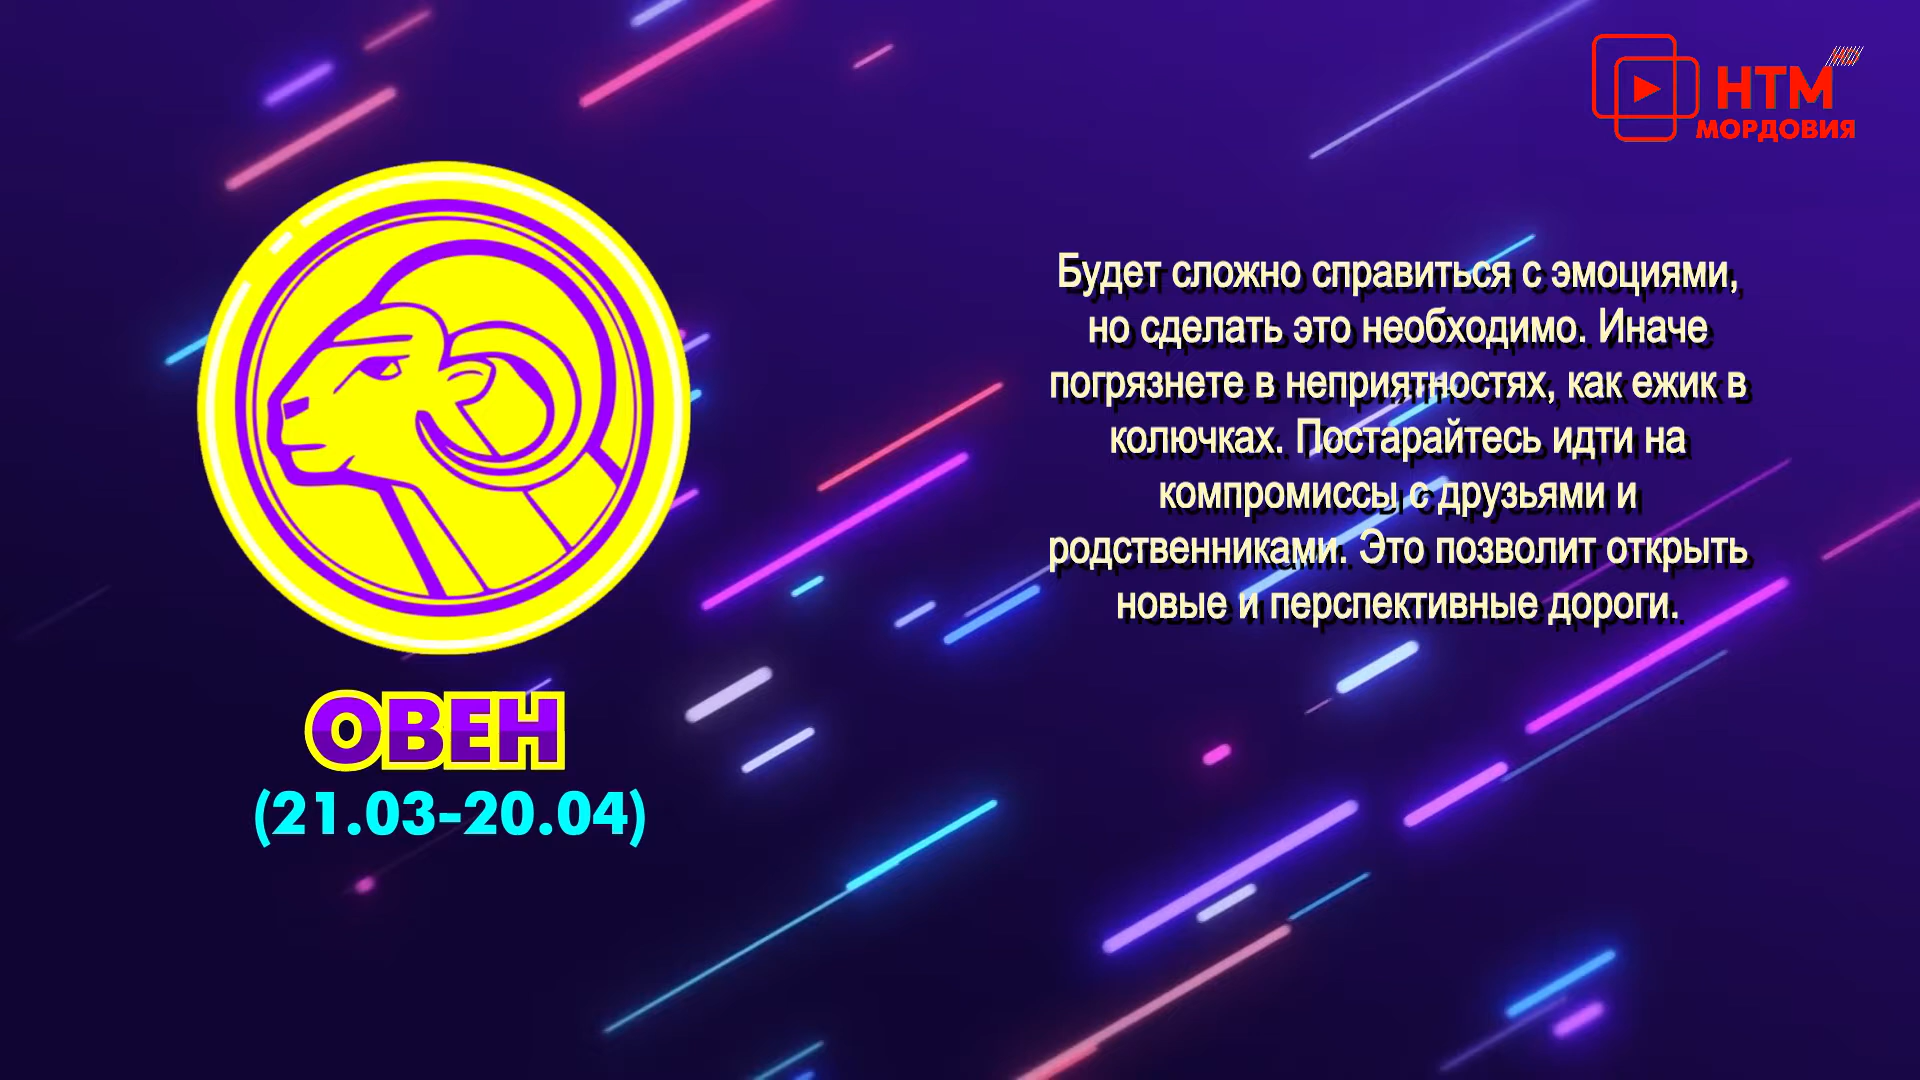 НТМ
МОРДОВИЯ
Будет сложно справиться с эмоциями,
но сделать это необходимо. Иначе
погрязнете в неприятностях, как ежик в
колючках. Постарайтесь идти на
компромиссы с друзьями и
родственниками. Это позволит открыть
новые и перспективные дороги.
ОВЕН
(21.03-20.04)